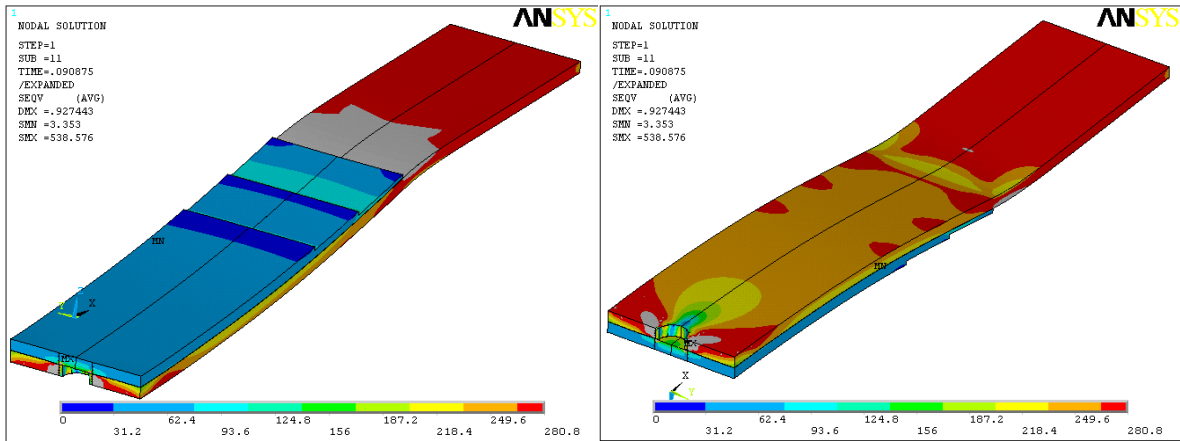 1
ANSYS
NODAL SOLUTION
STEP=1
SUB =11
TIME=.090875
/EXPANDED
SEQV (AVG)
DMX =.927443
SMN =3.353
SMX =538.576
MN
Z
Y
X
MX
0 62.4 124.8 187.2 249.6
31.2 93.6 156 218.4 280.8
1
ANSYS
NODAL SOLUTION
STEP=1
SUB =11
TIME=.090875
/EXPANDED
SEQV (AVG)
DMX =.927443
SMN =3.353
SMX =538.576
MN
MX
X
Y
0 62.4 124.8 187.2 249.6
31.2 93.6 156 218.4 280.8